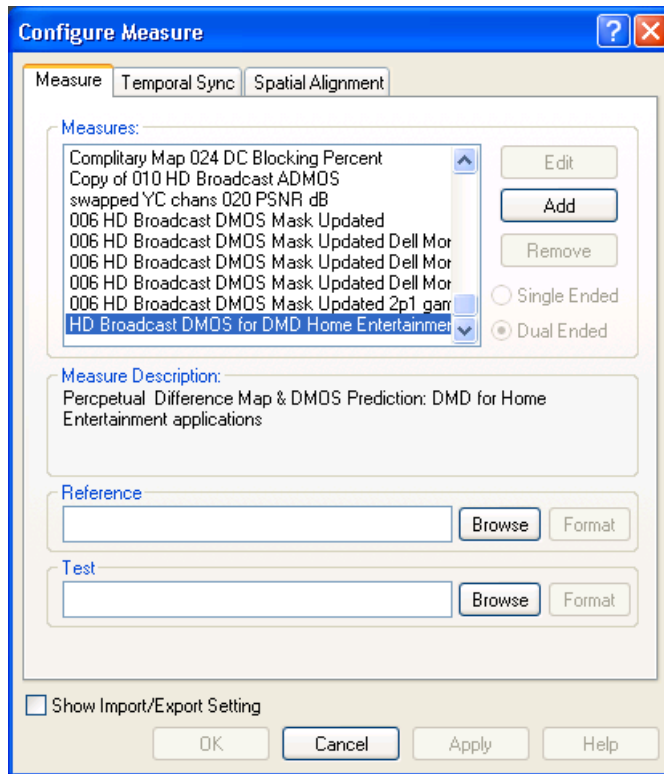 Configure Measure
Measure
Temporal Sync
Spatial Alignment
Measures:
Complitary Map 024 DC Blocking Percent
Copy of 010 HD Broadcast ADMOS
swapped YC chans 020 PSNR dB
006 HD Broadcast DMOS Mask Updated
006 HD Broadcast DMOS Mask Updated Dell Mor
006 HD Broadcast DMOS Mask Updated Dell Mor
006 HD Broadcast DMOS Mask Updated Dell Mor
006 HD Broadcast DMOS Mask Updated 2p1 gam
HD Broadcast DMOS for DMD Home Entertainmer
Edit
Add
Remove
Single Ended
Dual Ended
Measure Description:
Percpetual Difference Map & DMOS Prediction: DMD for Home
Entertainment applications
Reference
Browse
Format
Test
Browse
Format
Show Import/Export Setting
OK
Cancel
Apply
Help